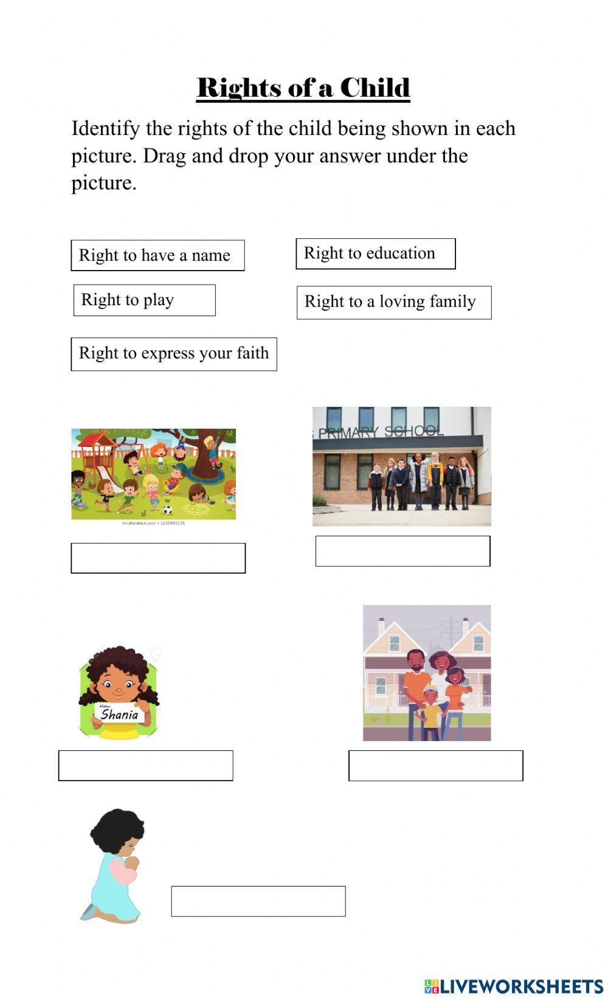 Rights of a Child
Identify the rights of the child being shown in each
picture. Drag and drop your answer under the
picture.
Right to have a name
Right to education
Right to play
Right to a loving family
Right to express your faith
PRIMARY SCHOOL
shutterstock.com • 1230881176
Name:
Shania
LIVE
LIVEWORKSHEETS